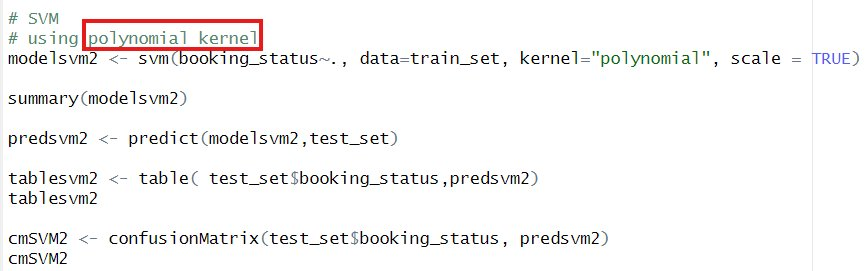 # SVM
# using polynomial kernel
modelsvm2 <- svm(booking_status~., data=train_set, kernel="polynomial", scale = TRUE)
summary(modelsvm2)
predsvm2 <- predict(modelsvm2,test_set)
tablesvm2 <- table( test_set$booking_status,predsvm2)
tablesvm2
cmSVM2 <- confusionMatrix(test_set$booking_status, predsvm2)
cmSVM2